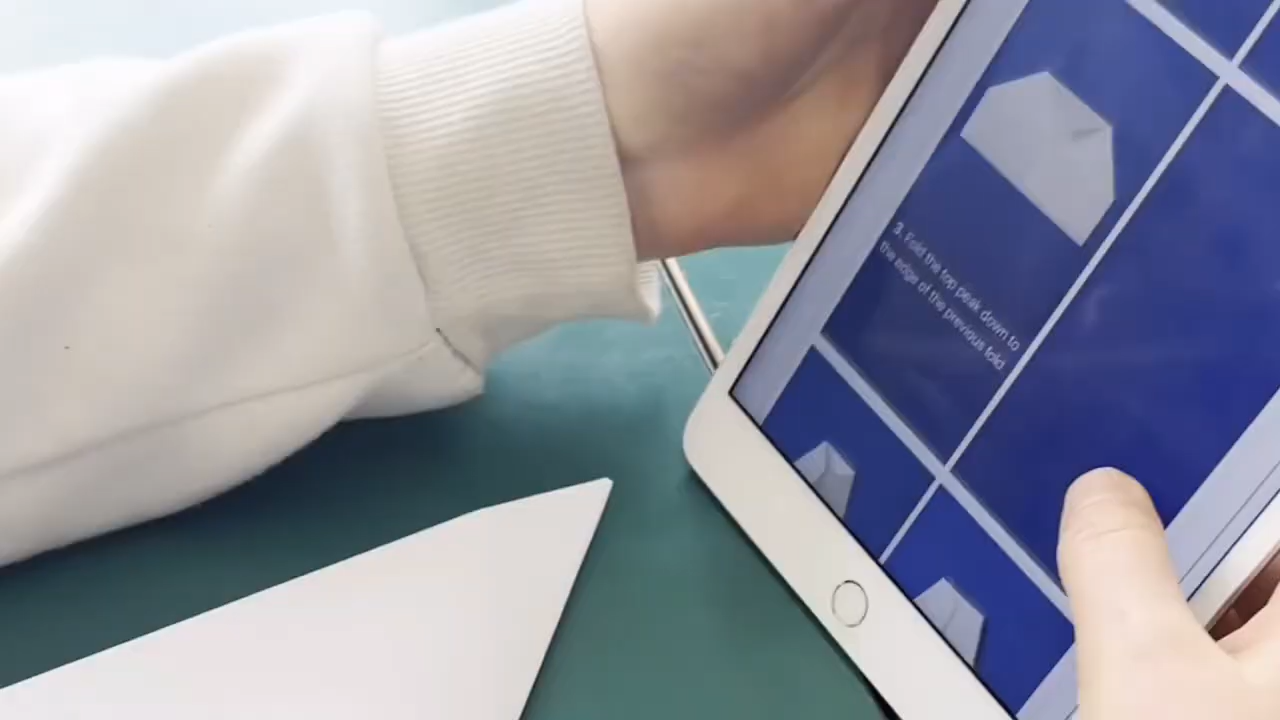 3. Fold the top peak down to
the edge of the previous fold